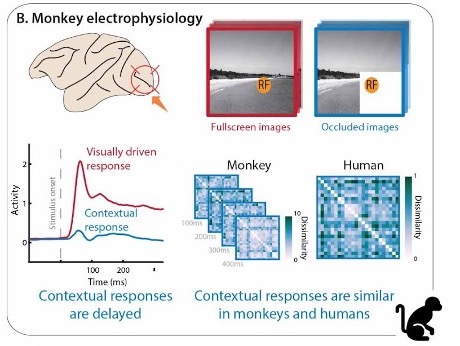 B. Monkey electrophysiology
RF
RF
Fullscreen images
Occluded images
Visually driven
response
Contextual
response
Stimulus onset
Activity
2
1
0
100
200
Time (ms)
Contextual responses
are delayed
Monkey
Human
100ms
200ms
300ms
400ms
10
0
Dissimilarity
1
0
Dissimilarity
Contextual responses are similar
in monkeys and humans